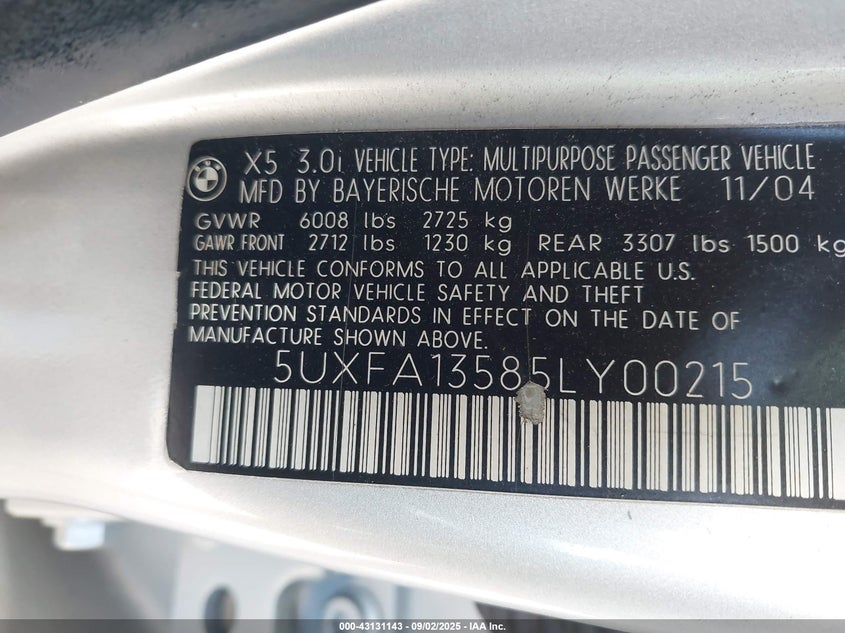 X5 3.0i VEHICLE TYPE: MULTIPURPOSE PASSENGER VEHICLE
MFD BY BAYERISCHE MOTOREN WERKE 11/04
GVWR 6008 lbs 2725 kg
GAWR FRONT 2712 lbs 1230 kg REAR 3307 lbs 1500 kg
THIS VEHICLE CONFORMS TO ALL APPLICABLE U.S.
FEDERAL MOTOR VEHICLE SAFETY AND THEFT
PREVENTION STANDARDS IN EFFECT ON THE DATE OF
MANUFACTURE SHOWN ABOVE.
5UXFA13585LY00215
000-43131143 - 09/02/2025 - IAA Inc.